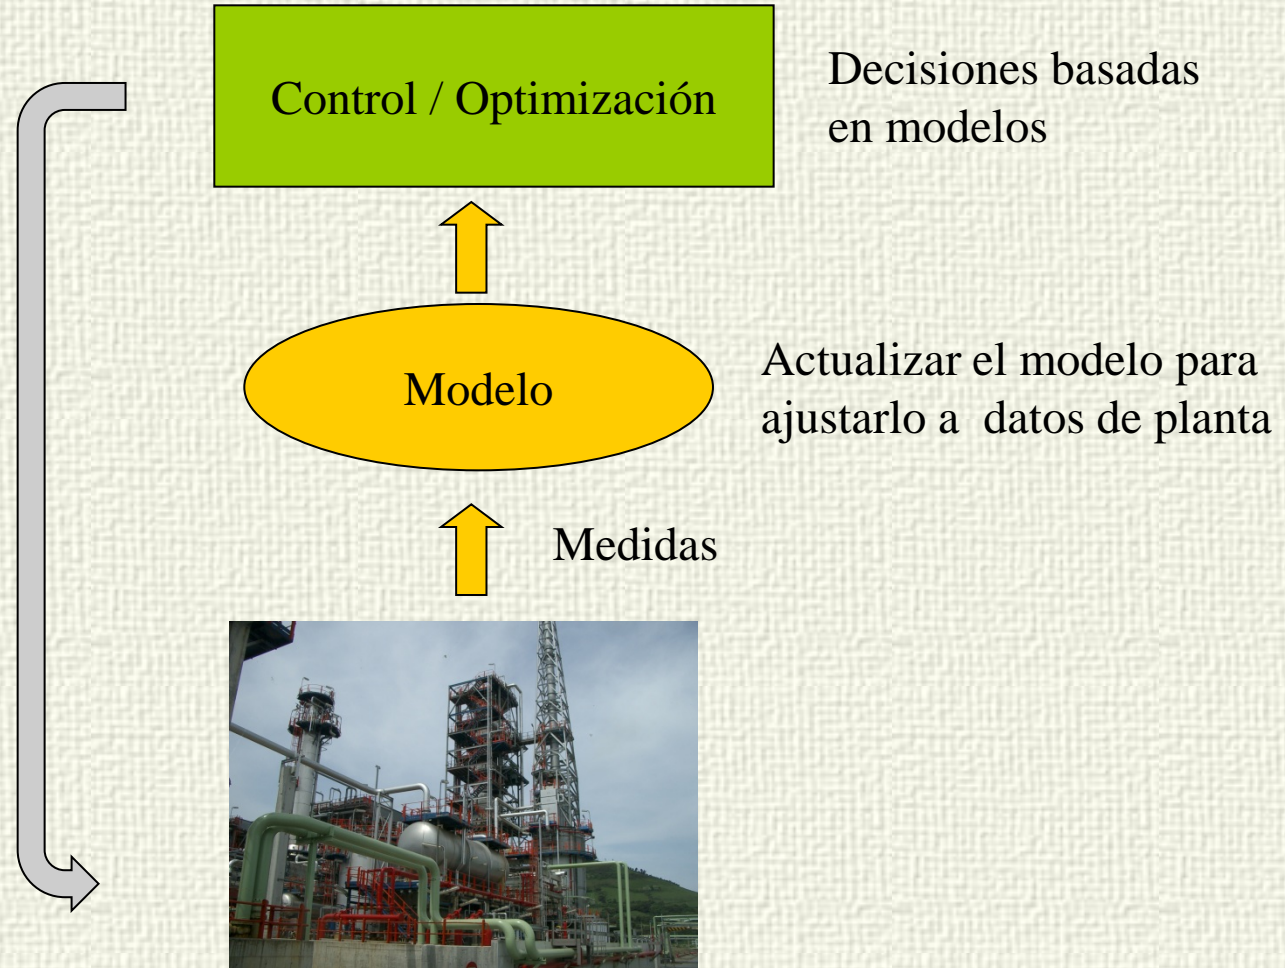 Control / Optimización
Decisiones basadas
en modelos
Modelo
Actualizar el modelo para
ajustarlo a  datos de planta
Medidas